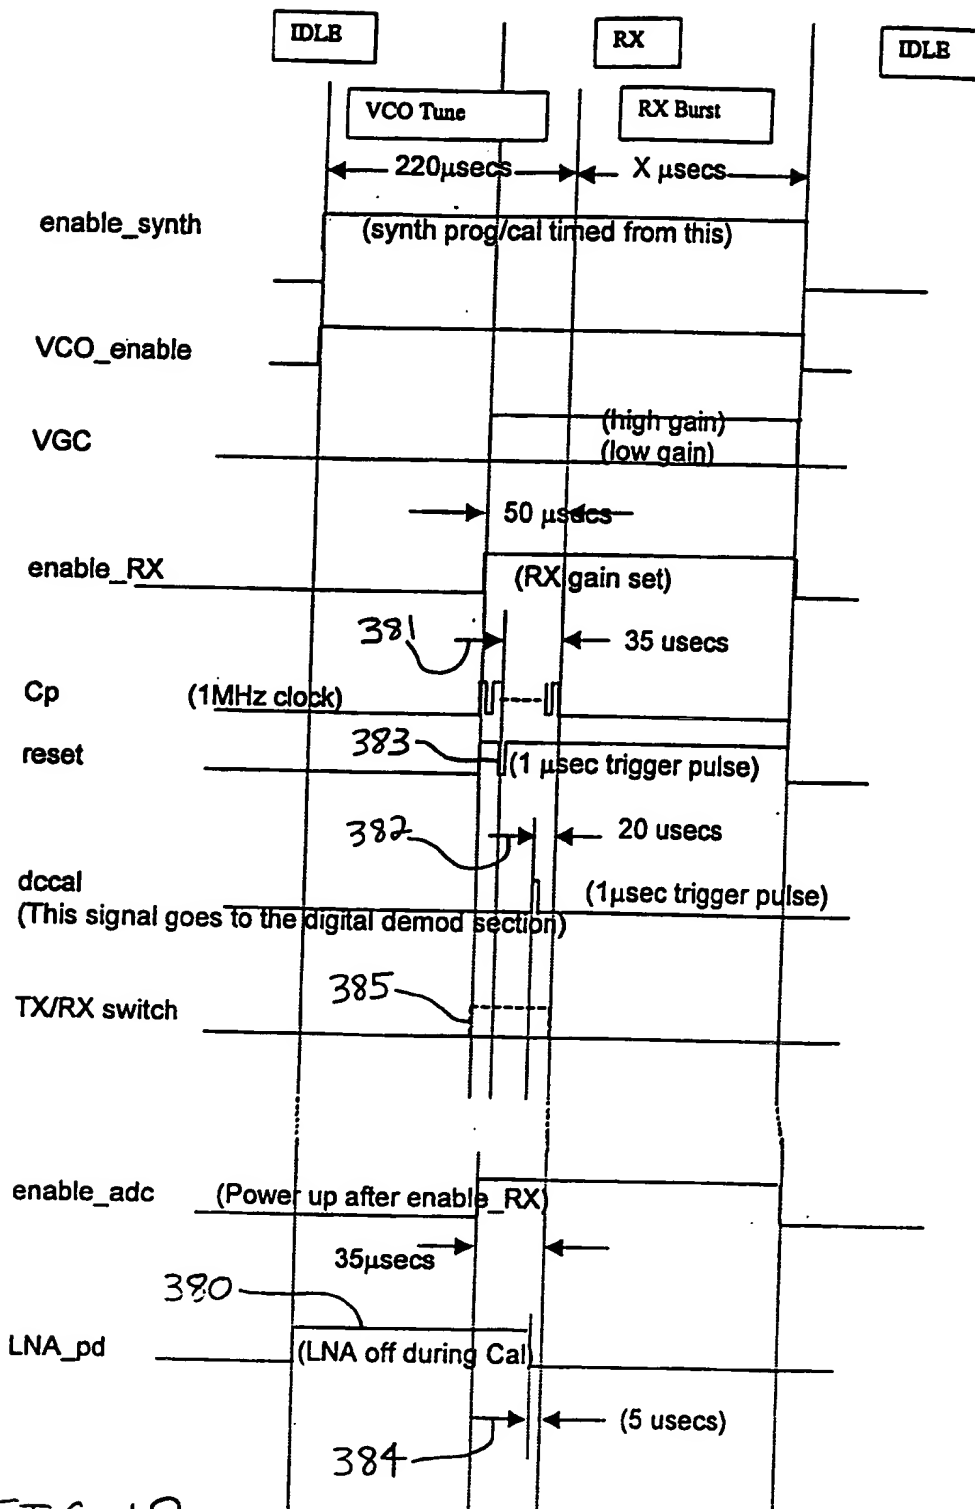 IDLE
RX
IDLE
VCO Tune
RX Burst
220µsecs
X µsecs
enable_synth
(synth prog/cal timed from this)
VCO_enable
VGC
(high gain)
(low gain)
50 µsecs
enable_RX
(RX gain set)
381
35 usecs
Cp
(1MHz clock)
reset
383
(1 µsec trigger pulse)
382
20 usecs
dccal
(1µsec trigger pulse)
(This signal goes to the digital demod section)
385
TX/RX switch
enable_adc
(Power up after enable_RX)
35µsecs
380
LNA_pd
(LNA off during Cal)
(5 usecs)
384